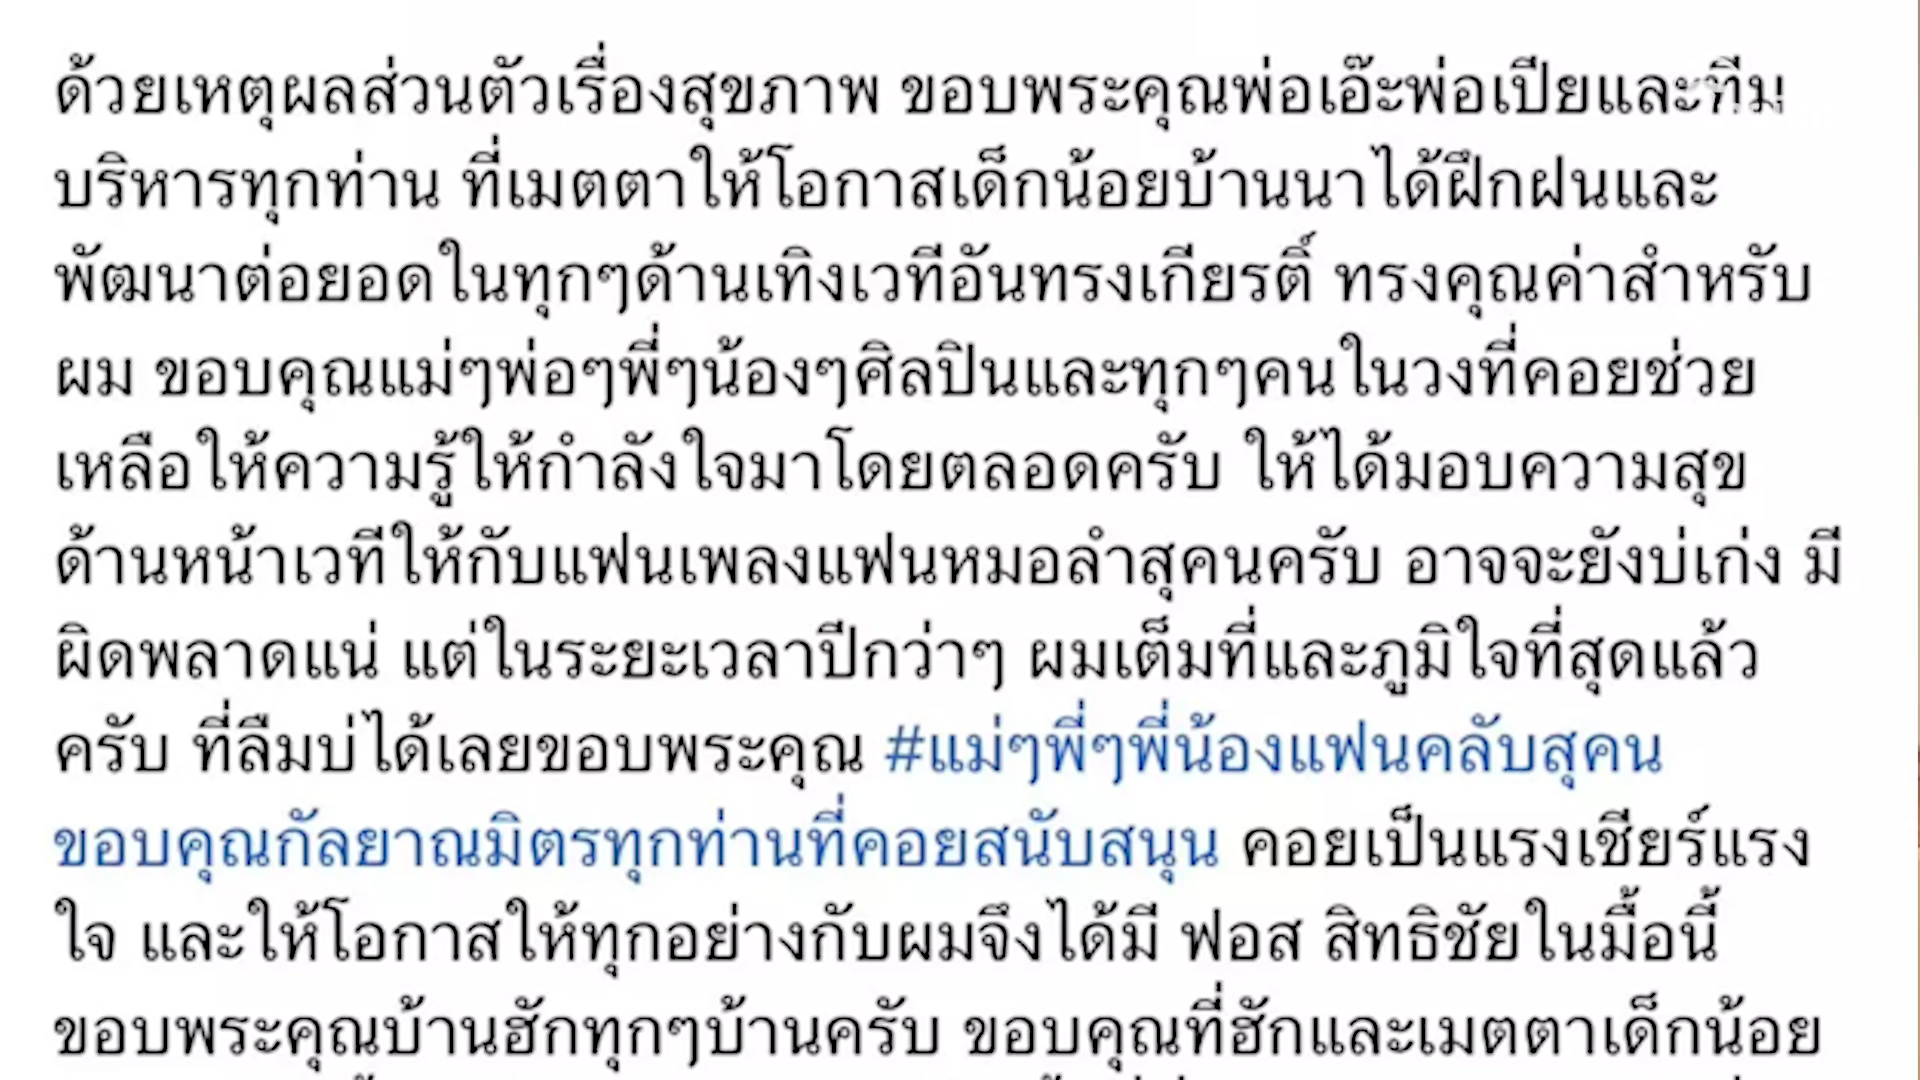 ด้วยเหตุผลส่วนตัวเรื่องสุขภาพ ขอบพระคุณพ่อเอ๊ะพ่อเปียและทีม
บริหารทุกท่าน ที่เมตตาให้โอกาสเด็กน้อยบ้านนาได้ฝึกฝนและ
พัฒนาต่อยอดในทุกๆด้านเทิงเวทีอันทรงเกียรติ์ ทรงคุณค่าสำหรับ
ผม ขอบคุณแม่ๆพ่อๆพี่ๆน้องๆศิลปินและทุกๆคนในวงที่คอยช่วย
เหลือให้ความรู้ให้กำลังใจมาโดยตลอดครับ ให้ได้มอบความสุข
ด้านหน้าเวทีให้กับแฟนเพลงแฟนหมอลำสุคนครับ อาจจะยังบ่เก่ง มี
ผิดพลาดแน่ แต่ในระยะเวลาปีกว่าๆ ผมเต็มที่และภูมิใจที่สุดแล้ว
ครับ ที่ลืมบ่ได้เลยขอบพระคุณ #แม่ๆพี่ๆพี่น้องแฟนคลับสุคน
ขอบคุณกัลยาณมิตรทุกท่านที่คอยสนับสนุน คอยเป็นแรงเชียร์แรง
ใจ และให้โอกาสให้ทุกอย่างกับผมจึงได้มี ฟอส สิทธิชัยในมื้อนี้
ขอบพระคุณบ้านฮักทุกๆบ้านครับ ขอบคุณที่ฮักและเมตตาเด็กน้อย